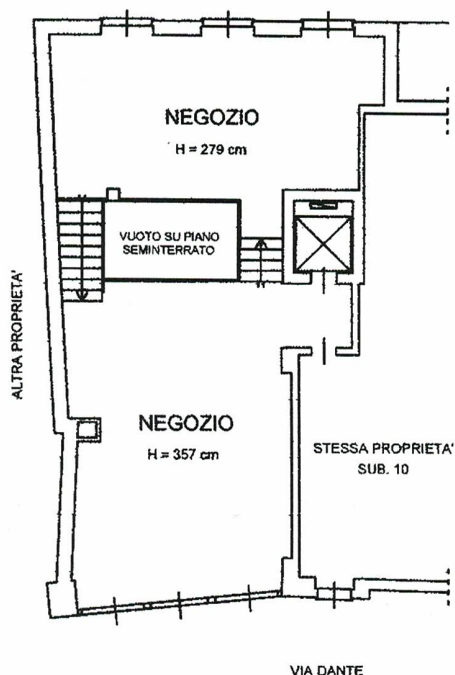 NEGOZIO
H = 279 cm
VUOTO SU PIANO
SEMINTERRATO
ALTRA PROPRIETA'
NEGOZIO
H = 357 cm
STESSA PROPRIETA'
SUB. 10
VIA DANTE